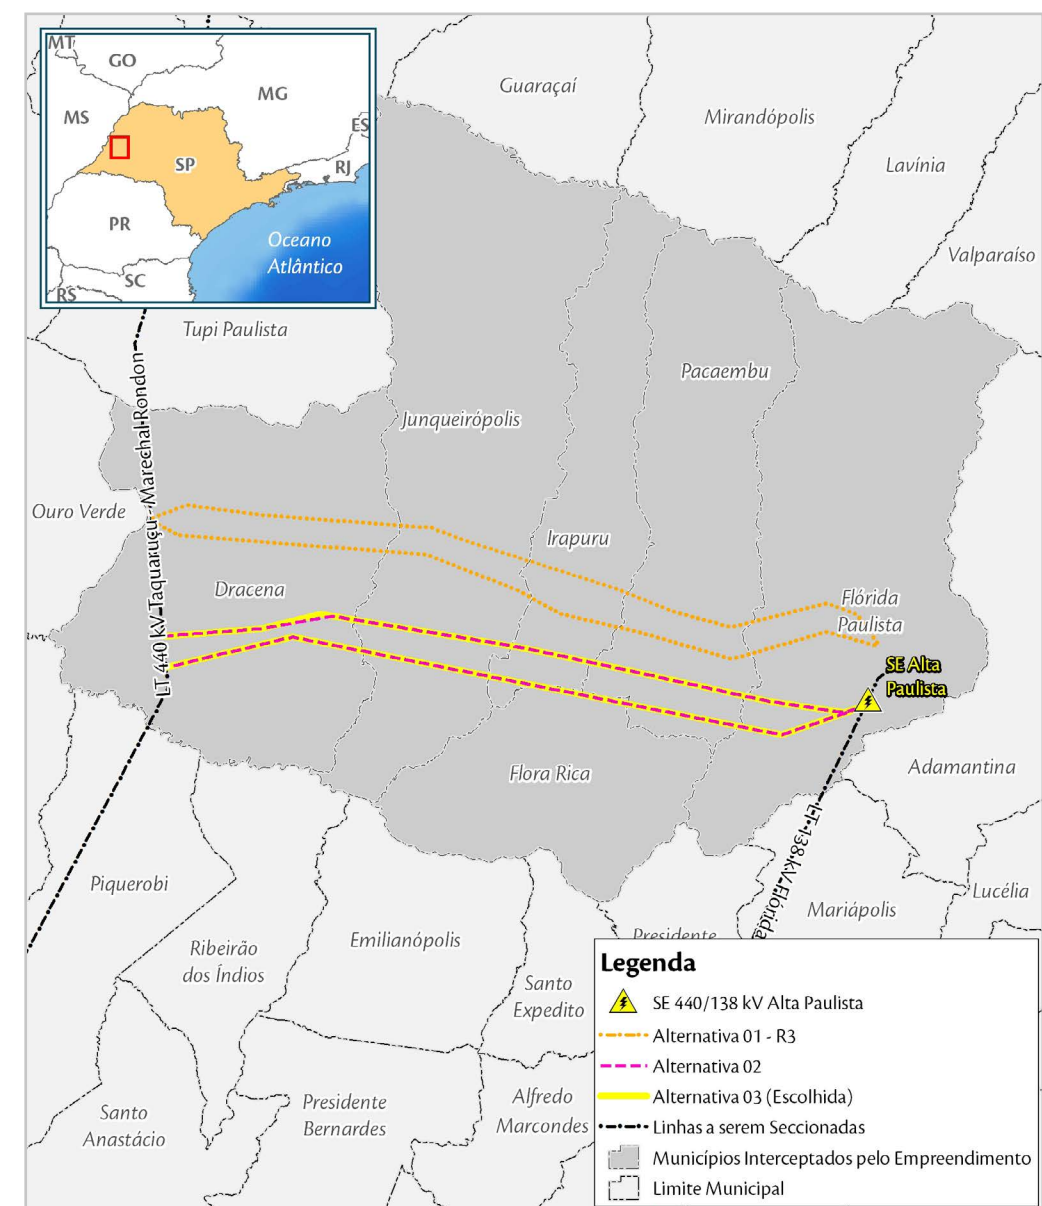 MT
GO
MS
MG
ES
SP
RJ
PR
Oceano
Atlântico
SC
RS
Guaraçaí
Mirandópolis
Lavínia
Valparaíso
Tupi Paulista
Pacaembu
Junqueirópolis
LT 440 kV Taquaruçu - Marechal Rondon
Ouro Verde
Irapuru
Dracena
Flórida
Paulista
SE Alta
Paulista
Flora Rica
Adamantina
LT 138 kV Flórida
Piquerobi
Lucélia
Mariápolis
Ribeirão
dos Índios
Emilianópolis
Presidente
Santo
Expedito
Santo
Anastácio
Presidente
Bernardes
Alfredo
Marcondes
Legenda
SE 440/138 kV Alta Paulista
Alternativa 01 - R3
Alternativa 02
Alternativa 03 (Escolhida)
Linhas a serem Seccionadas
Municípios Interceptados pelo Empreendimento
Limite Municipal